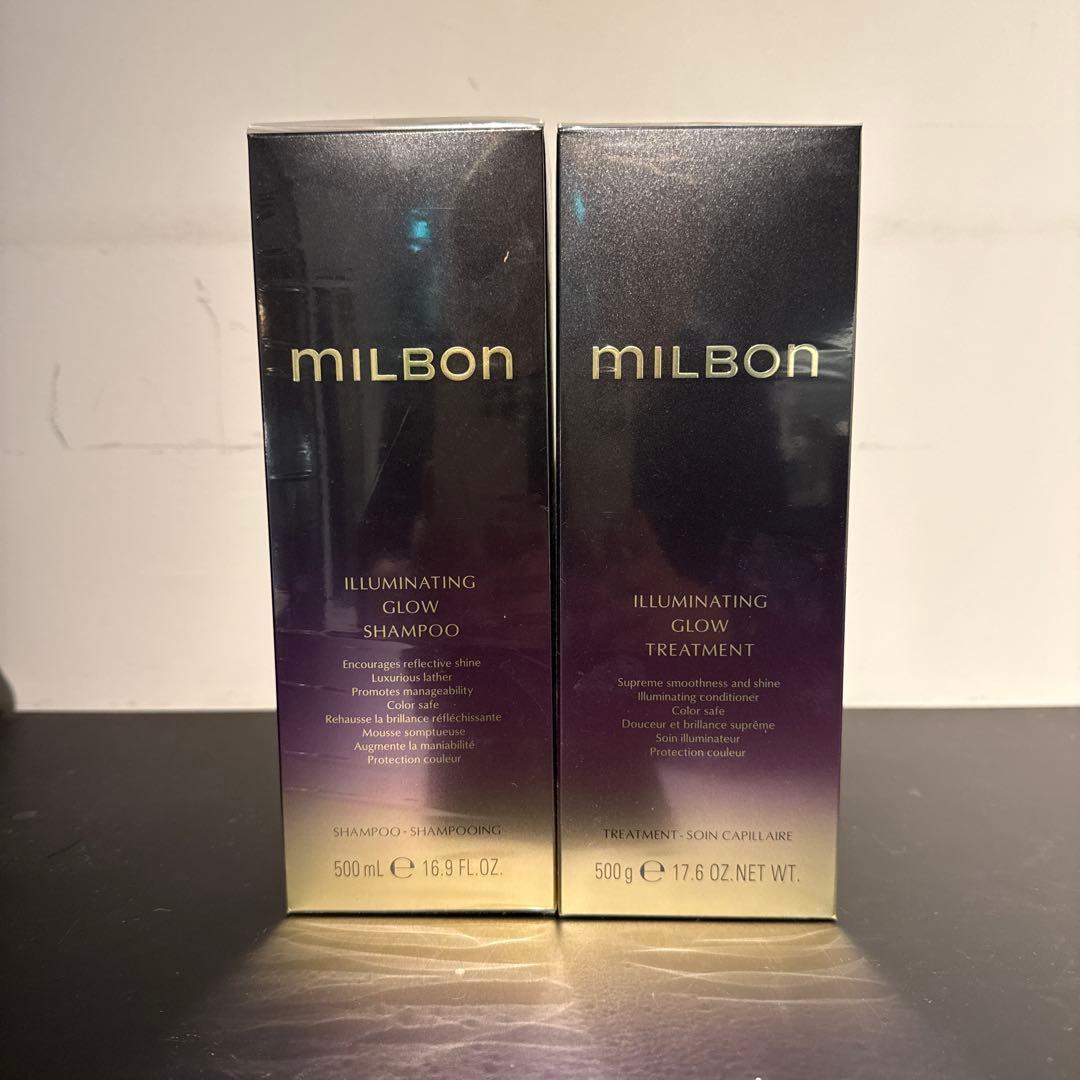 mILBon
ILLUMINATING
GLOW
SHAMPOO
Encourages reflective shine
Luxurious lather
Promotes manageability
Color safe
Rehausse la brillance réfléchissante
Mousse somptueuse
Augmente la maniabilité
Protection couleur
SHAMPOO - SHAMPOOING
500 mL ℮ 16.9 FL.OZ.
mILBon
ILLUMINATING
GLOW
TREATMENT
Supreme smoothness and shine
Illuminating conditioner
Color safe
Douceur et brillance suprême
Soin illuminateur
Protection couleur
TREATMENT - SOIN CAPILLAIRE
500 g ℮ 17.6 OZ.NET WT.